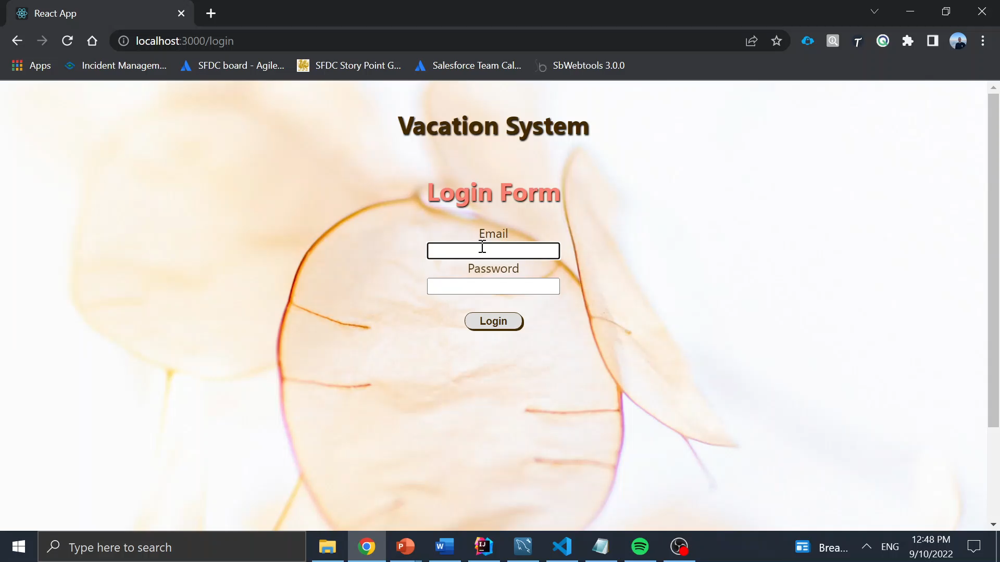 React App
localhost:3000/login
Apps
Incident Managem...
SFDC board - Agile...
SFDC Story Point G...
Salesforce Team Cal...
SbWebtools 3.0.0
Vacation System
Login Form
Email
Password
Login
Type here to search
Brea...
ENG
12:48 PM
9/10/2022